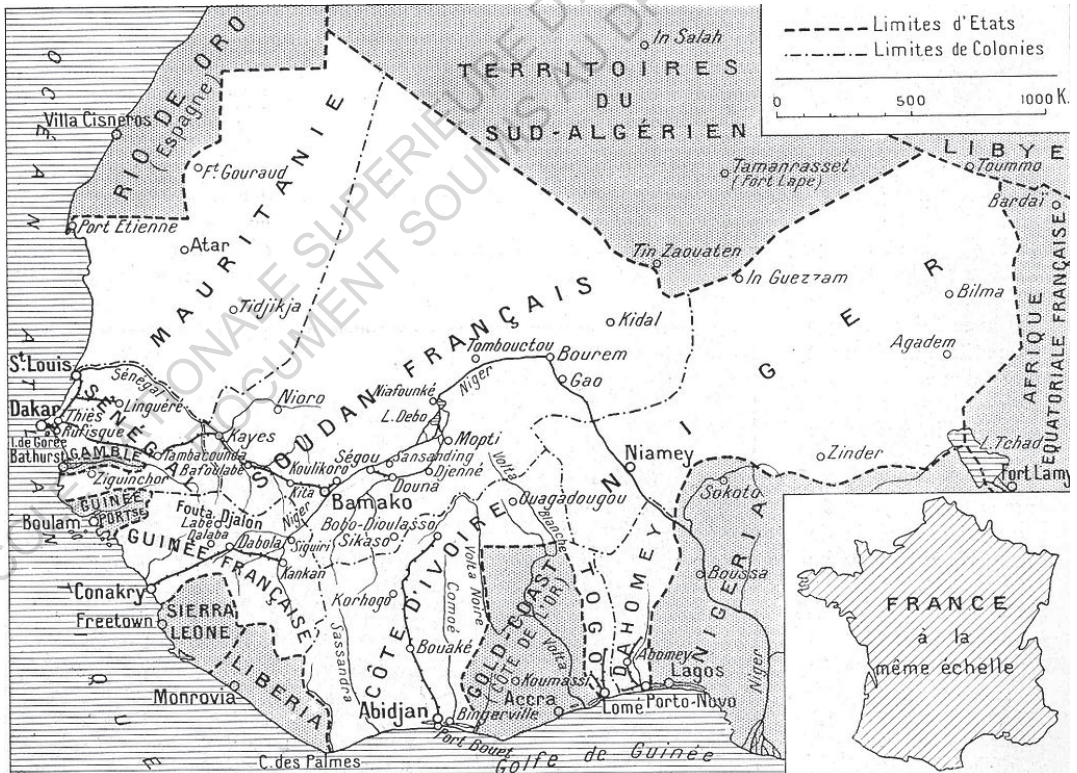 Limites d'Etats
Limites de Colonies
0 500 1000 K.
OCÉAN ATLANTIQUE
RIO DE ORO
(Espagne)
Villa Cisneros
Port Etienne
Ft. Gouraud
Atar
Tidjikja
MAURITANIE
In Salah
TERRITOIRES
DU
SUD-ALGÉRIEN
Tamanrasset
(Fort Lape)
Tin Zaouaten
In Guezzam
LIBYE
Toummo
Bardaï
AFRIQUE
EQUATORIALE FRANÇAISE
NIGER
Bilma
Agadem
Zinder
Niamey
L. Tchad
Fort Lamy
SOUDAN FRANÇAIS
Kidal
Tombouctou
Bourem
Gao
Niger
Niafounké
L. Debo
Mopti
Sansanding
Djenné
Ségou
Douna
Koulikoro
Bamako
Kita
Niger
Bafoulabé
Kayes
Nioro
Sikaso
St. Louis
Sénégal
SÉNÉGAL
Linguère
Dakar
Thiès
Rufisque
I. de Gorée
Bathurst
GAMBIE
Tambacounda
Ziguinchor
GUINÉE
PORTSE
Boulam
Fouta Djalon
Labé
Dalaba
GUINÉE FRANÇAISE
Dabola
Siguiri
Kankan
Conakry
Freetown
SIERRA
LEONE
LIBERIA
Monrovia
C. des Palmes
CÔTE D'IVOIRE
Bobo-Dioulasso
Korhogo
Bouaké
Sassandra
Comoé
Abidjan
Bingerville
Port Bouet
Ouagadougou
Volta
Blanche
Volta Noire
Volta
GOLD-COAST
(CÔTE DE L'OR)
Koumassi
Accra
TOGO
Lomé
DAHOMEY
Abomey
Porto-Novo
NIGERIA
Sokoto
Boussa
Lagos
Niger
Golfe de Guinée
FRANCE
à la
même échelle